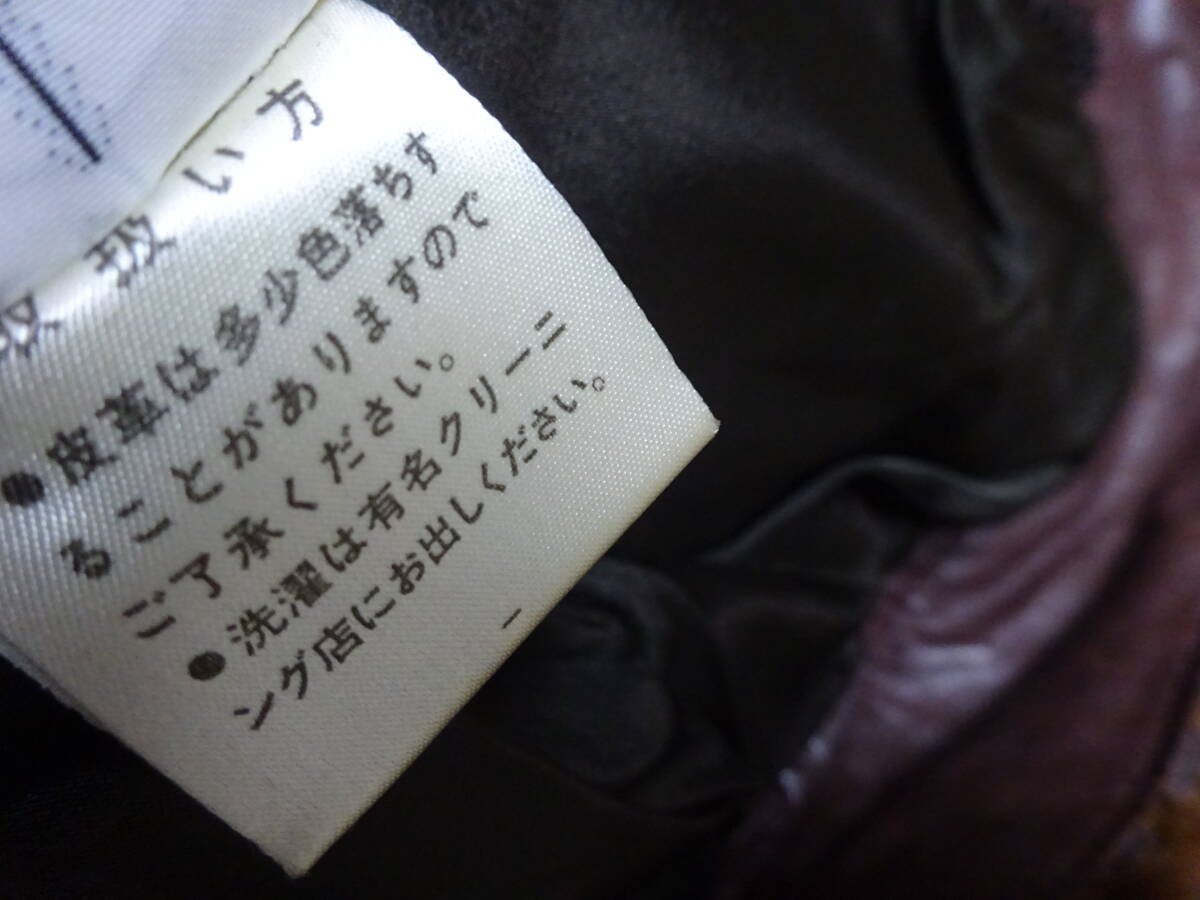 取扱い方
●皮革は多少色落ちす
ることがありますので
ご了承ください。
●洗濯は有名クリーニ
ング店にお出しください。